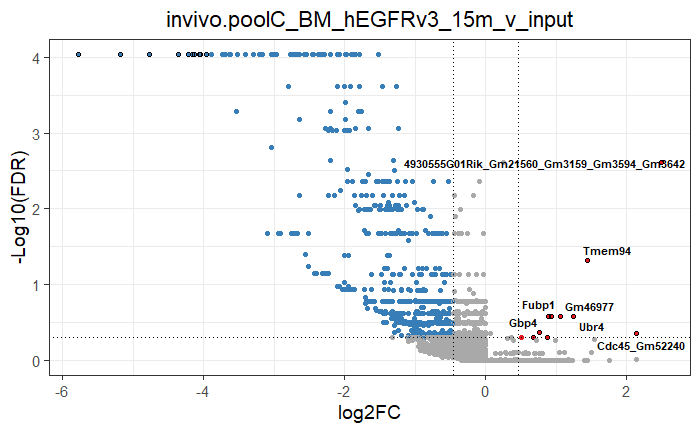 invivo.poolC_BM_hEGFRv3_15m_v_input
4
3
2
1
0
-Log10(FDR)
4930555G01Rik_Gm21560_Gm3159_Gm3594_Gm3642
Tmem94
Fubp1
Gm46977
Gbp4
Ubr4
Cdc45_Gm52240
-6
-4
-2
0
2
log2FC